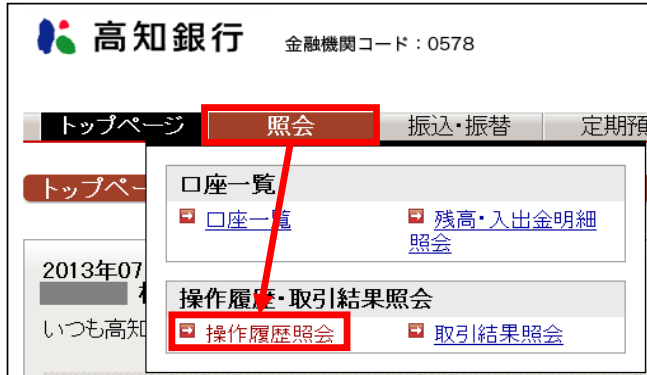 高知銀行 金融機関コード：0578
トップページ 照会 振込・振替 定期預
トップペー
口座一覧
口座一覧 残高・入出金明細
照会
2013年07
操作履歴・取引結果照会
いつも高知
操作履歴照会 取引結果照会